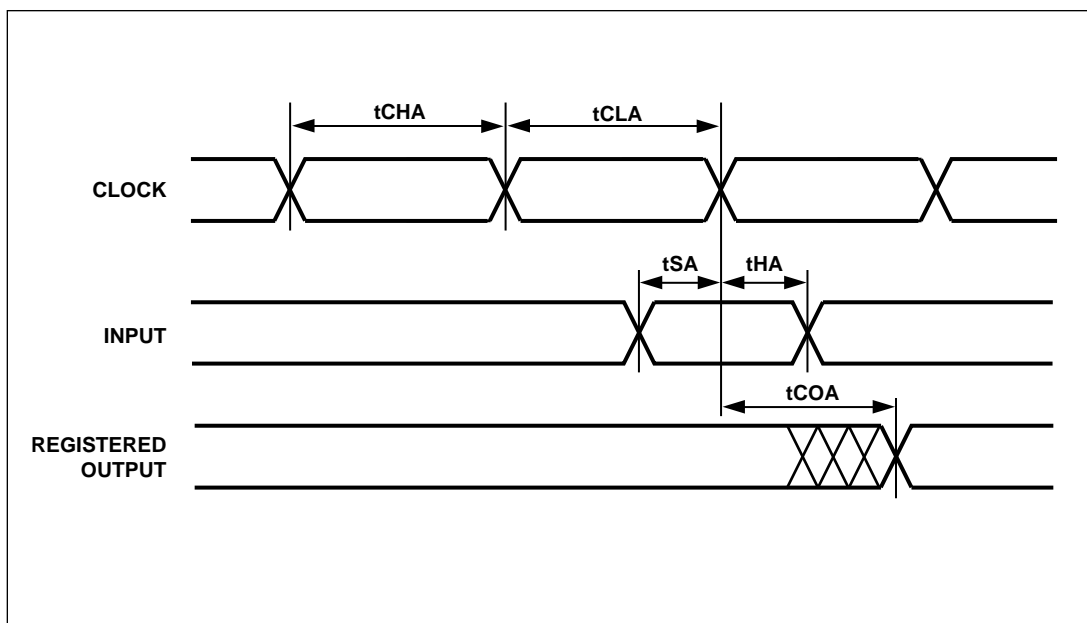 tCHA tCLA
CLOCK
tSA tHA
INPUT
tCOA
REGISTERED
OUTPUT